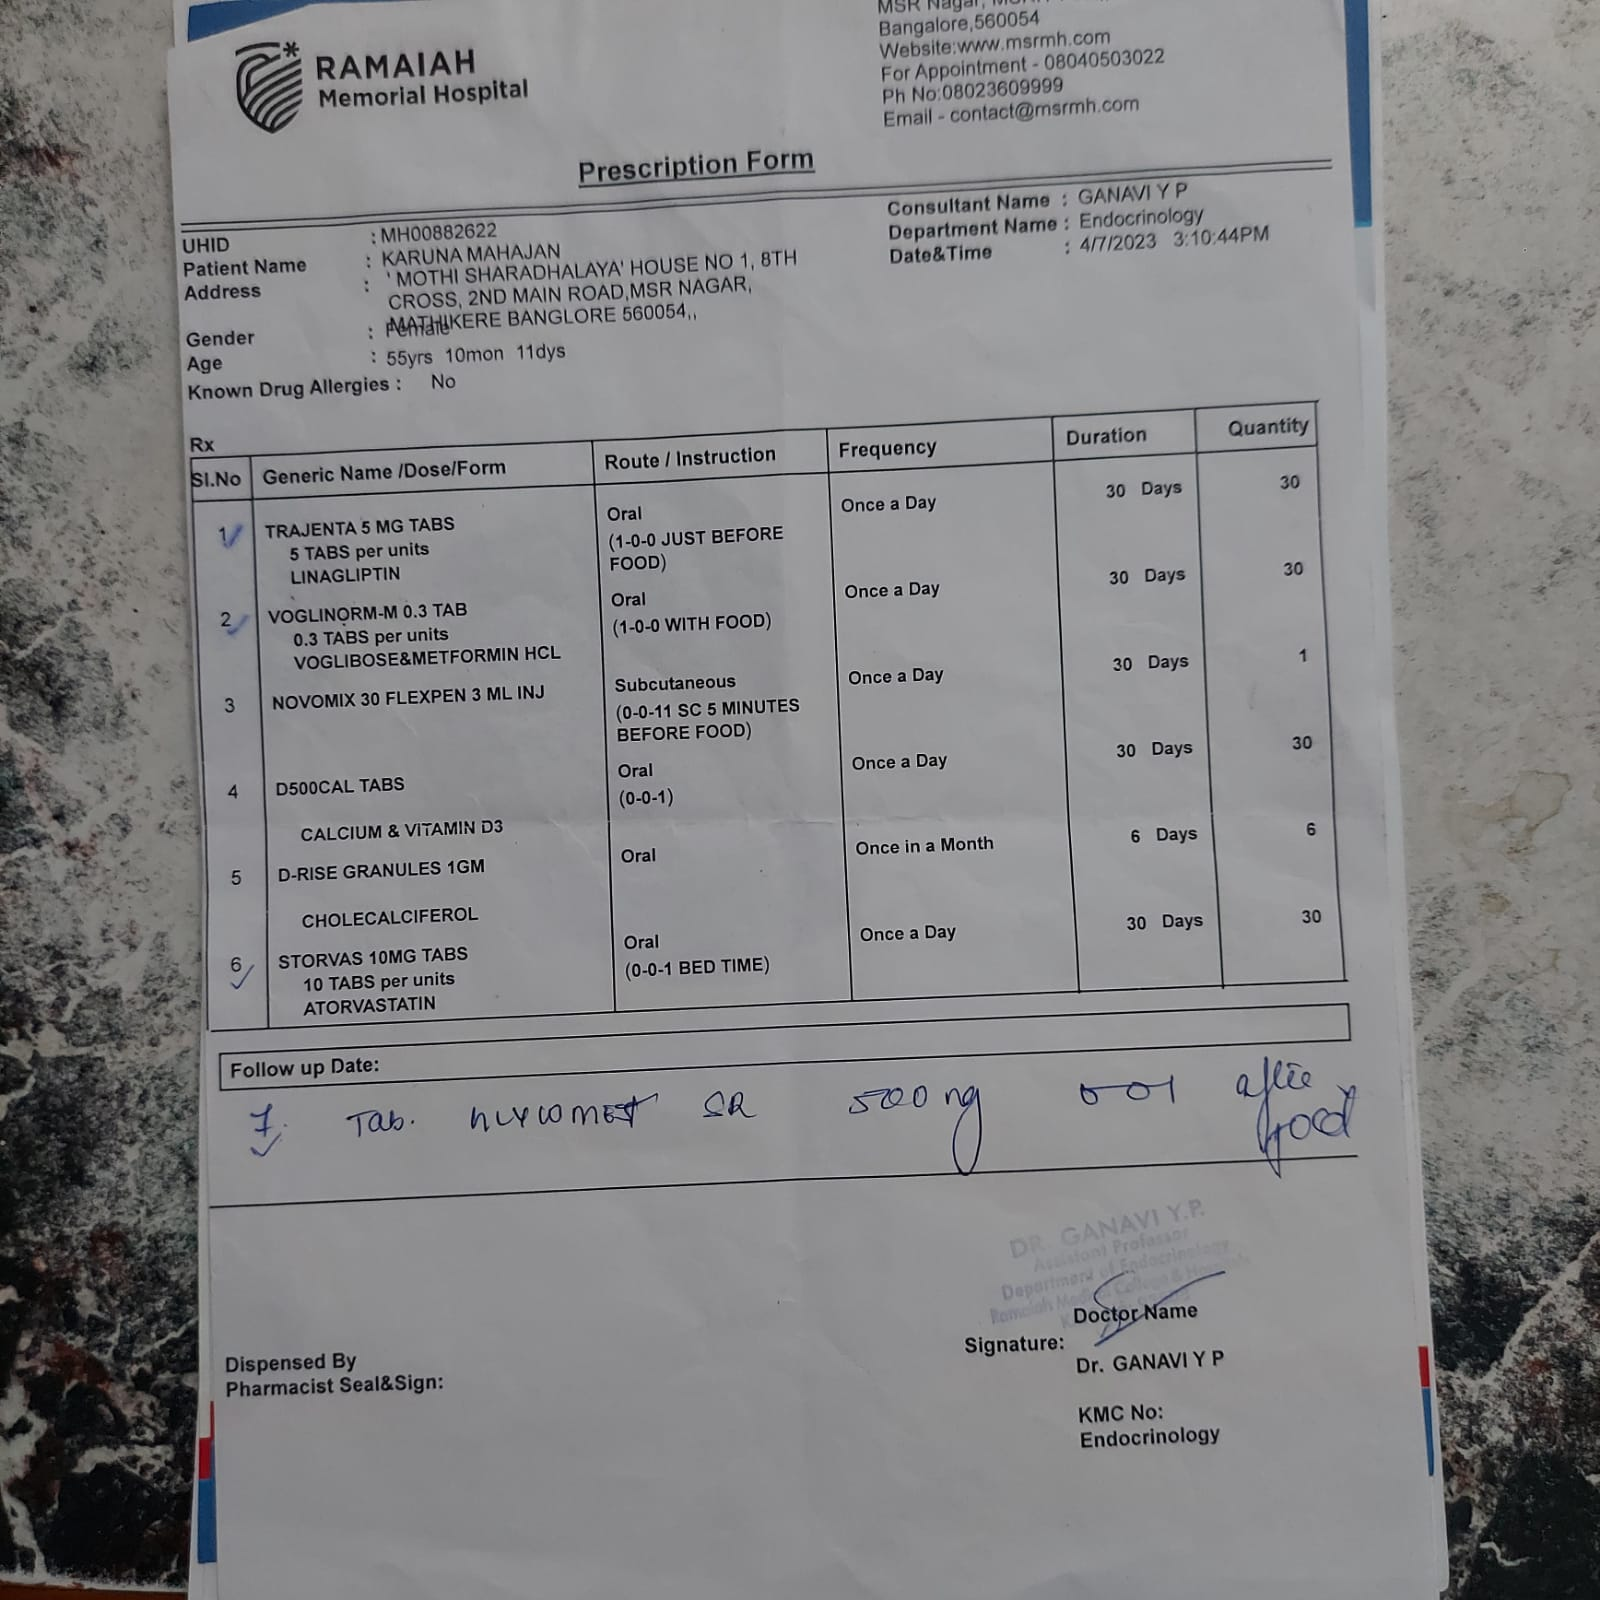 MSR Nagar,
Bangalore,560054
Website:www.msrmh.com
For Appointment - 08040503022
Ph No:08023609999
Email - contact@msrmh.com
RAMAIAH
Memorial Hospital
Prescription Form
UHID : MH00882622
Patient Name : KARUNA MAHAJAN
Address : ' MOTHI SHARADHALAYA' HOUSE NO 1, 8TH
CROSS, 2ND MAIN ROAD,MSR NAGAR,
MATHIKERE BANGLORE 560054,,
Gender : Female
Age : 55yrs 10mon 11dys
Known Drug Allergies : No
Consultant Name : GANAVI Y P
Department Name : Endocrinology
Date&Time : 4/7/2023 3:10:44PM
Rx
Sl.No Generic Name /Dose/Form Route / Instruction Frequency Duration Quantity
1 TRAJENTA 5 MG TABS Oral Once a Day 30 Days 30
5 TABS per units (1-0-0 JUST BEFORE
LINAGLIPTIN FOOD)
2 VOGLINORM-M 0.3 TAB Oral Once a Day 30 Days 30
0.3 TABS per units (1-0-0 WITH FOOD)
VOGLIBOSE&METFORMIN HCL
3 NOVOMIX 30 FLEXPEN 3 ML INJ Subcutaneous Once a Day 30 Days 1
(0-0-11 SC 5 MINUTES
BEFORE FOOD)
4 D500CAL TABS Oral Once a Day 30 Days 30
(0-0-1)
CALCIUM & VITAMIN D3
5 D-RISE GRANULES 1GM Oral Once in a Month 6 Days 6
CHOLECALCIFEROL
6 STORVAS 10MG TABS Oral Once a Day 30 Days 30
10 TABS per units (0-0-1 BED TIME)
ATORVASTATIN
Follow up Date:
7. Tab. GLYCOMET SR 500 mg 0-0-1 after
food
DR. GANAVI Y.P.
Assistant Professor
Department of Endocrinology
Ramaiah Medical College & Hospitals
Doctor Name
Signature:
Dr. GANAVI Y P
Dispensed By
Pharmacist Seal&Sign:
KMC No:
Endocrinology